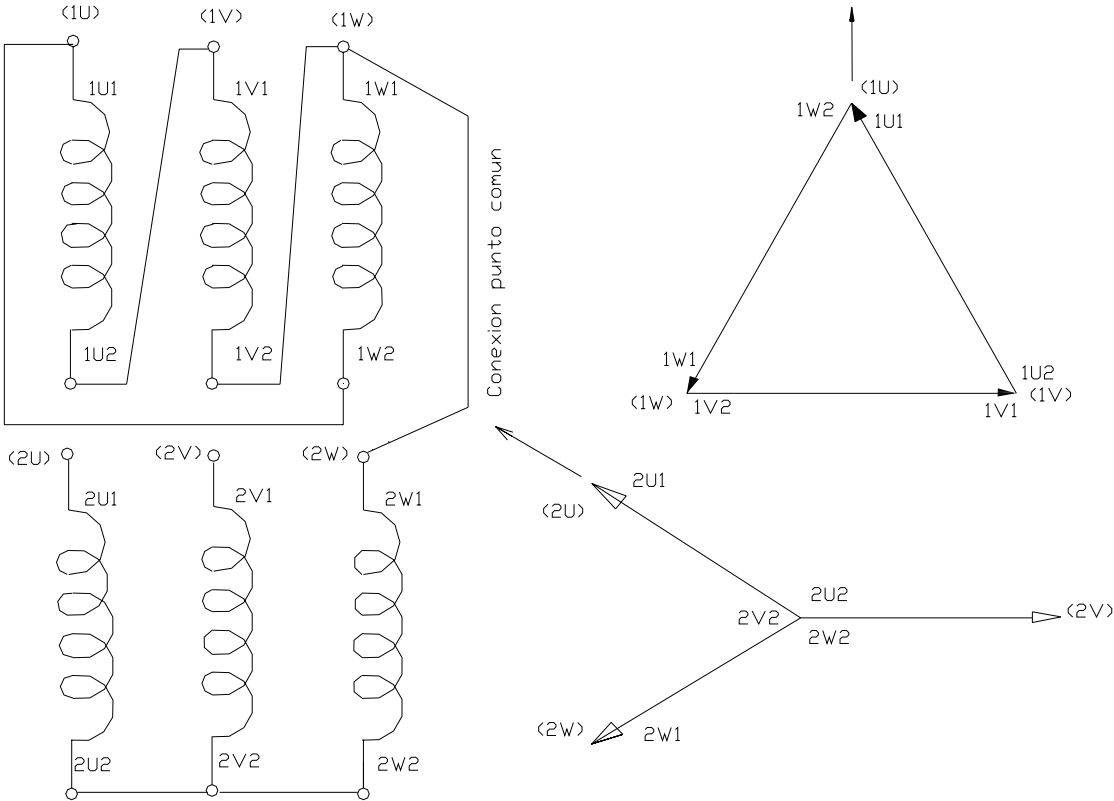 (1U)
(1V)
(1W)
1U1
1V1
1W1
1U2
1V2
1W2
Conexion punto comun
(2U)
(2V)
(2W)
2U1
2V1
2W1
2U2
2V2
2W2
(1U)
1W2
1U1
1W1
1U2
(1W)
1V2
1V1
(1V)
2U1
(2U)
2U2
2V2
(2V)
2W2
(2W)
2W1